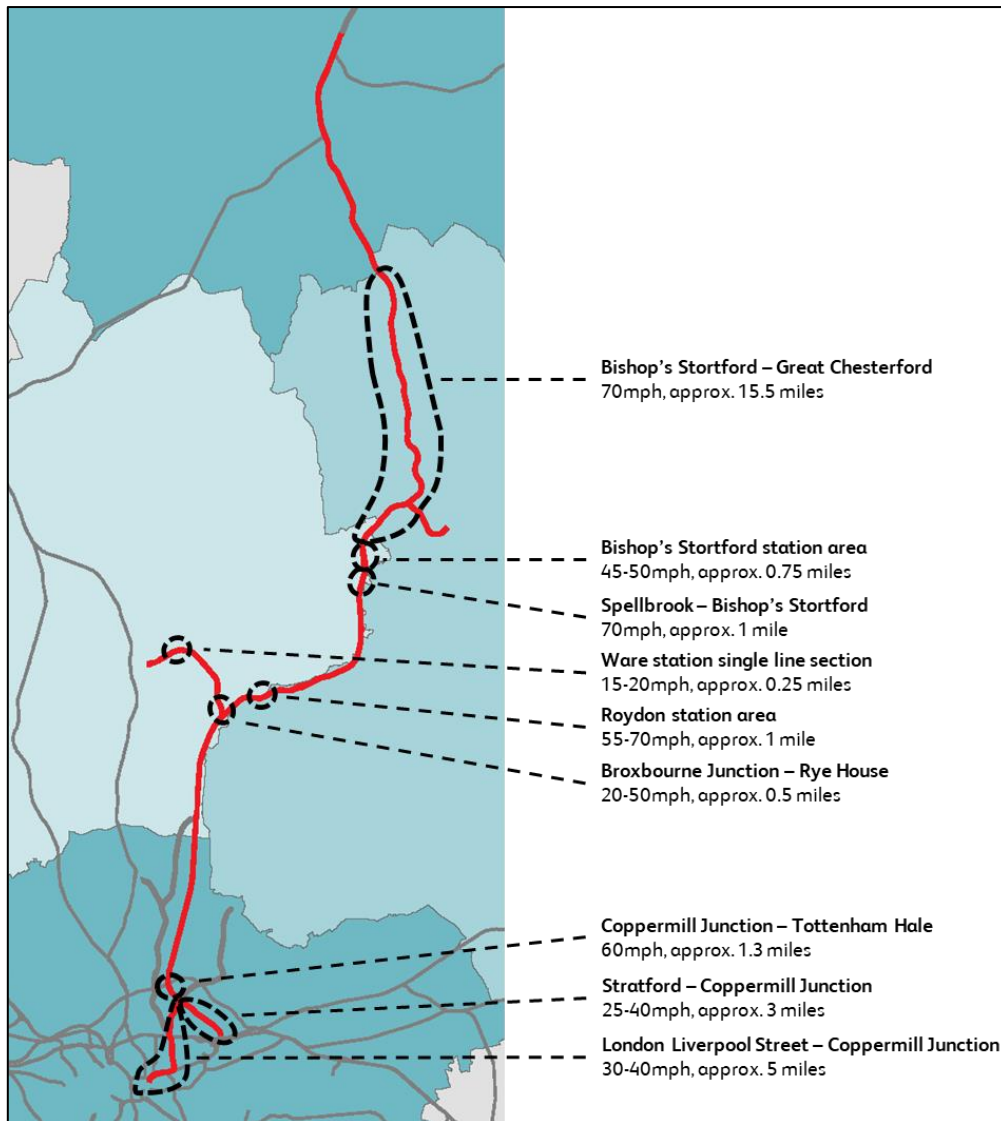 Bishop’s Stortford – Great Chesterford
70mph, approx. 15.5 miles
Bishop’s Stortford station area
45-50mph, approx. 0.75 miles
Spellbrook – Bishop’s Stortford
70mph, approx. 1 mile
Ware station single line section
15-20mph, approx. 0.25 miles
Roydon station area
55-70mph, approx. 1 mile
Broxbourne Junction – Rye House
20-50mph, approx. 0.5 miles
Coppermill Junction – Tottenham Hale
60mph, approx. 1.3 miles
Stratford – Coppermill Junction
25-40mph, approx. 3 miles
London Liverpool Street – Coppermill Junction
30-40mph, approx. 5 miles